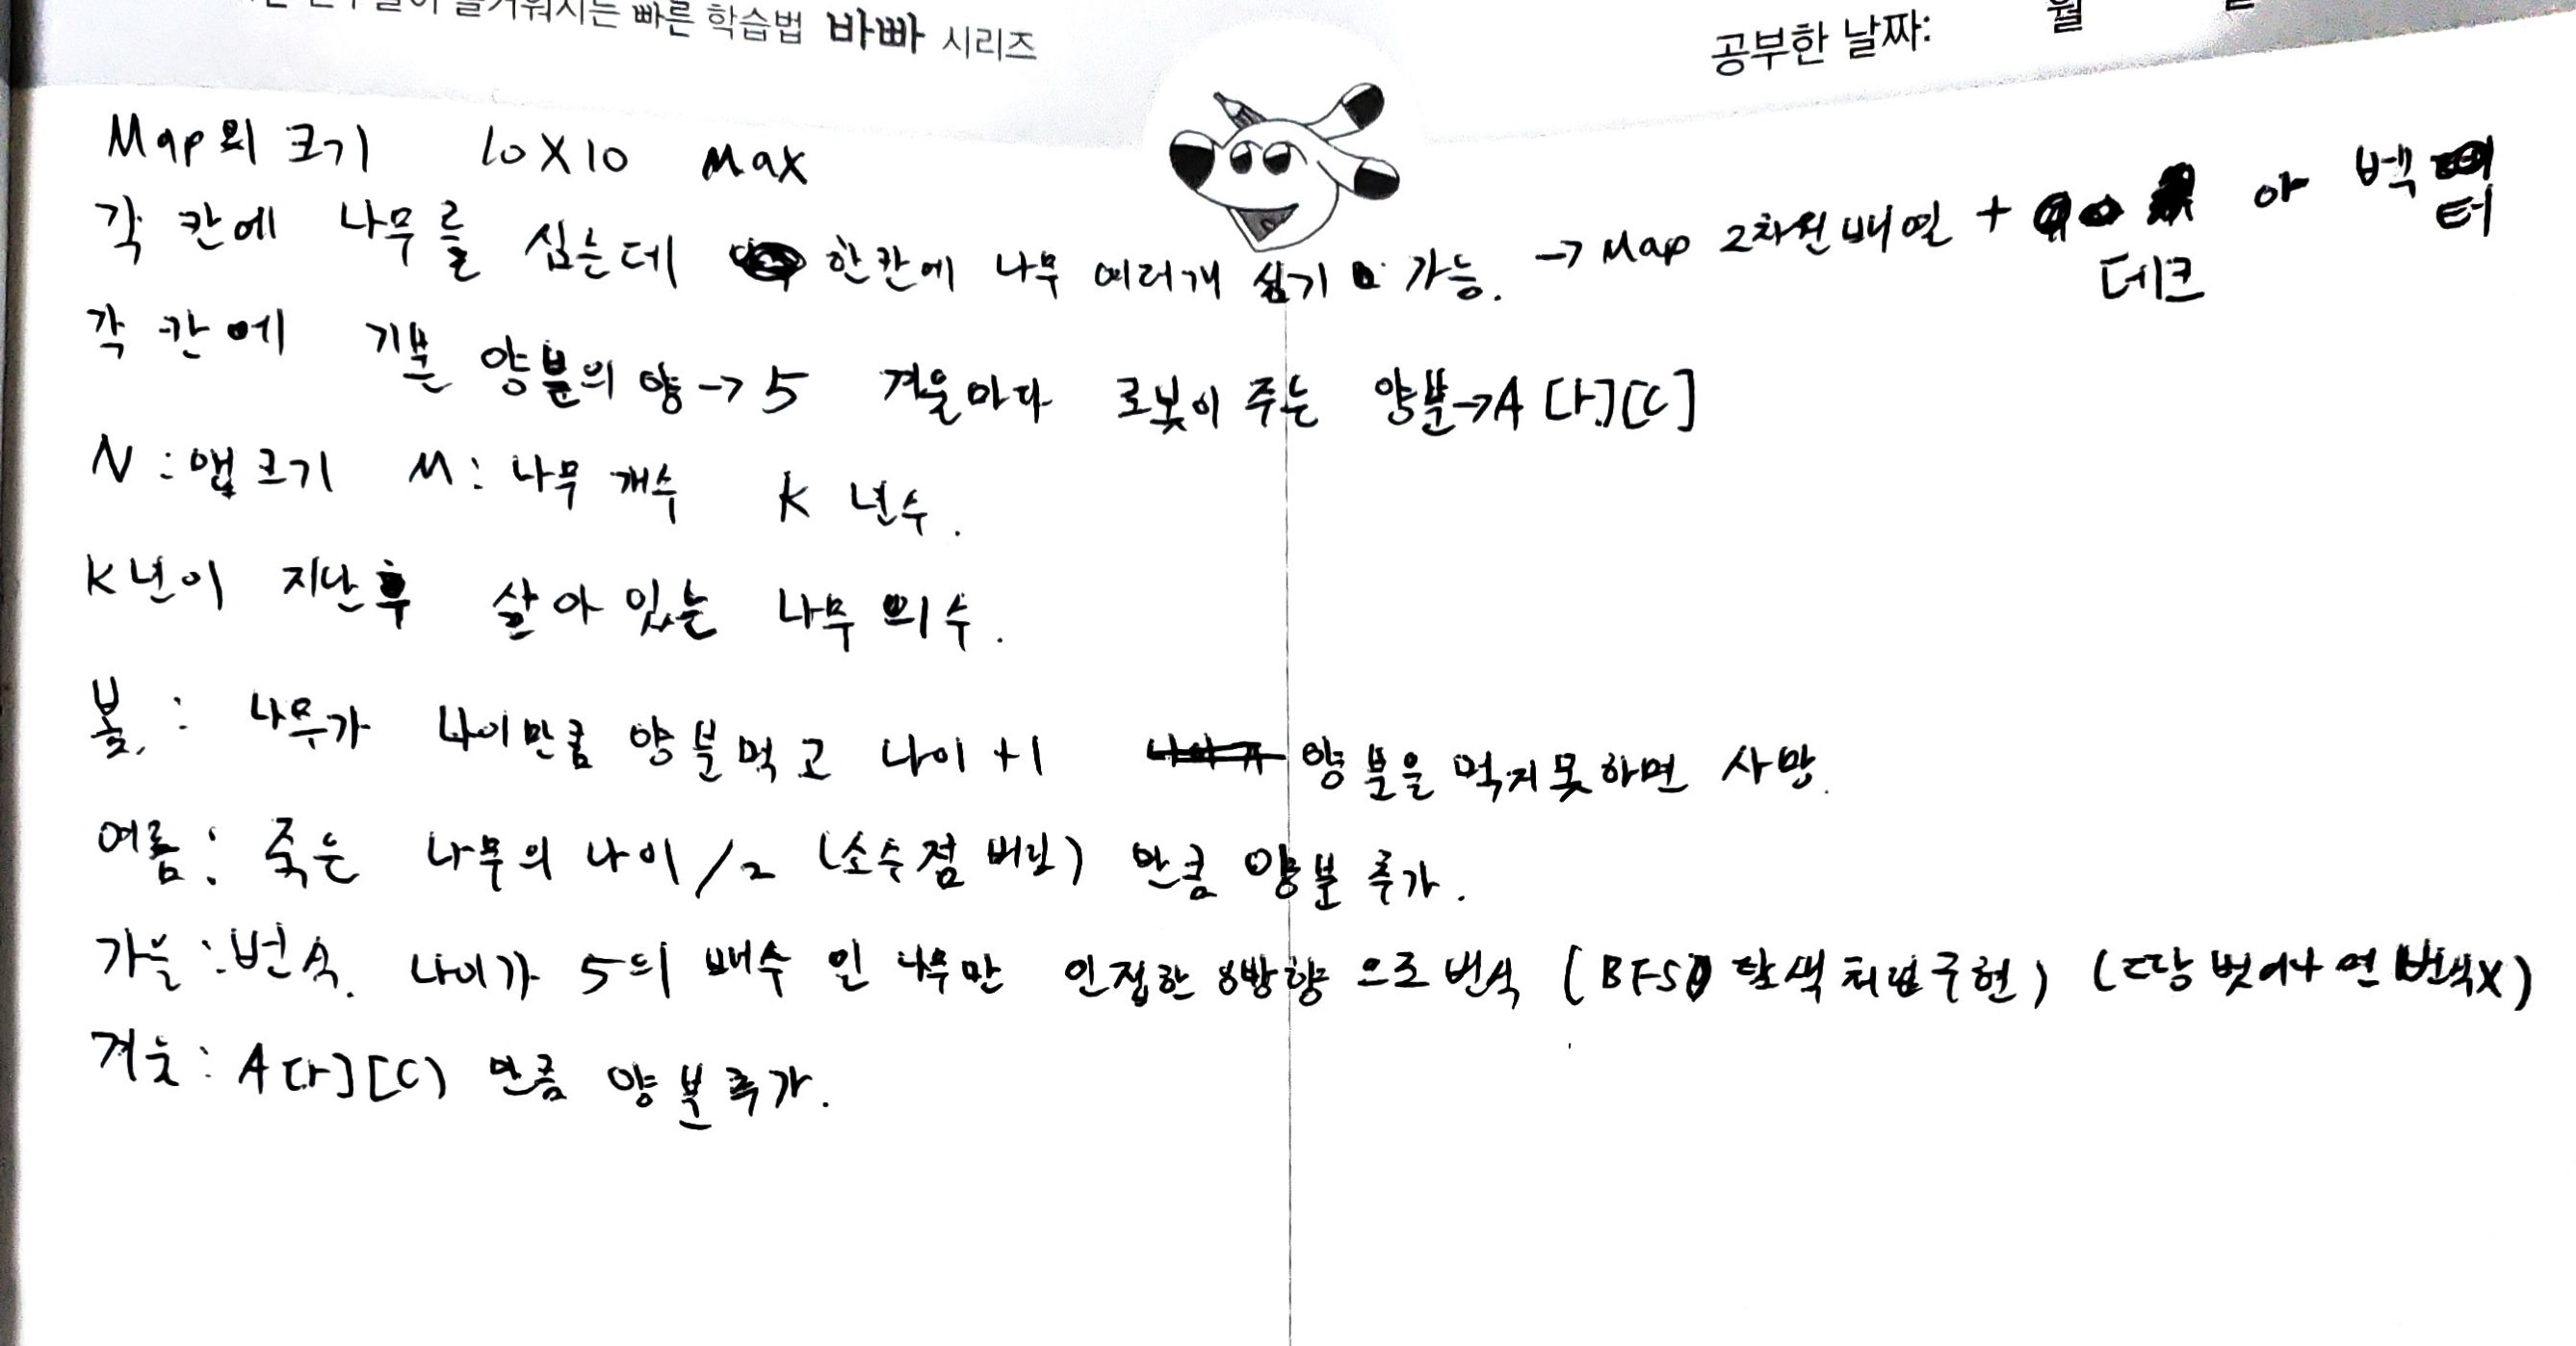 빠른 학습법 바빠 시리즈
공부한 날짜: 월
Map의 크기 10X10 Max
각 칸에 나무를 심는데 한칸에 나무 여러개 심기 가능. → Map 2차원 배열 + 데크 아 벡터
각 칸에 기본 양분의 양→5 겨울마다 로봇이 주는 양분→A[r][c]
N : 맵 크기 M : 나무 개수 K 년수.
K년이 지난후 살아 있는 나무의 수.
봄 : 나무가 나이만큼 양분먹고 나이+1 양분을 먹지못하면 사망.
여름 : 죽은 나무의 나이/2 (소수점 버림) 만큼 양분 추가.
가을 : 번식. 나이가 5의 배수 인 나무만 인접한 8방향 으로 번식 (BFS 탐색처럼구현) (땅 벗어나면 번식X)
겨울 : A[r][c) 만큼 양분추가.